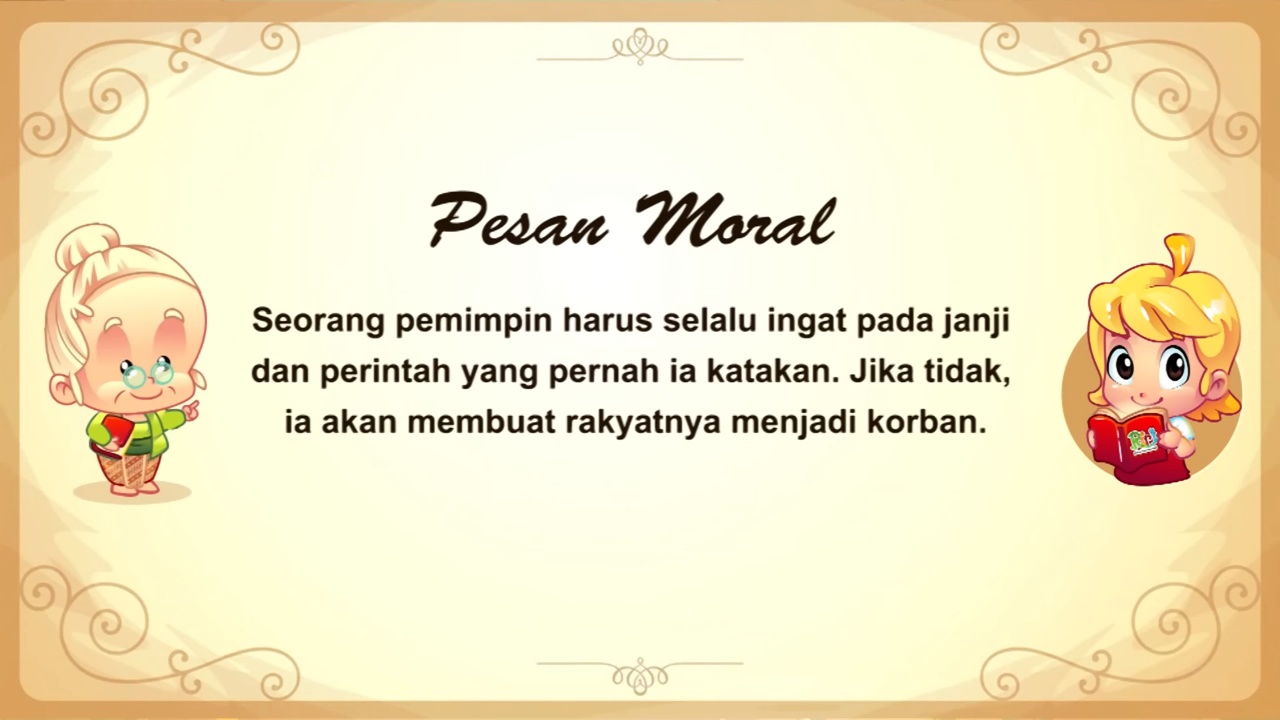 Pesan Moral
Seorang pemimpin harus selalu ingat pada janji
dan perintah yang pernah ia katakan. Jika tidak,
ia akan membuat rakyatnya menjadi korban.